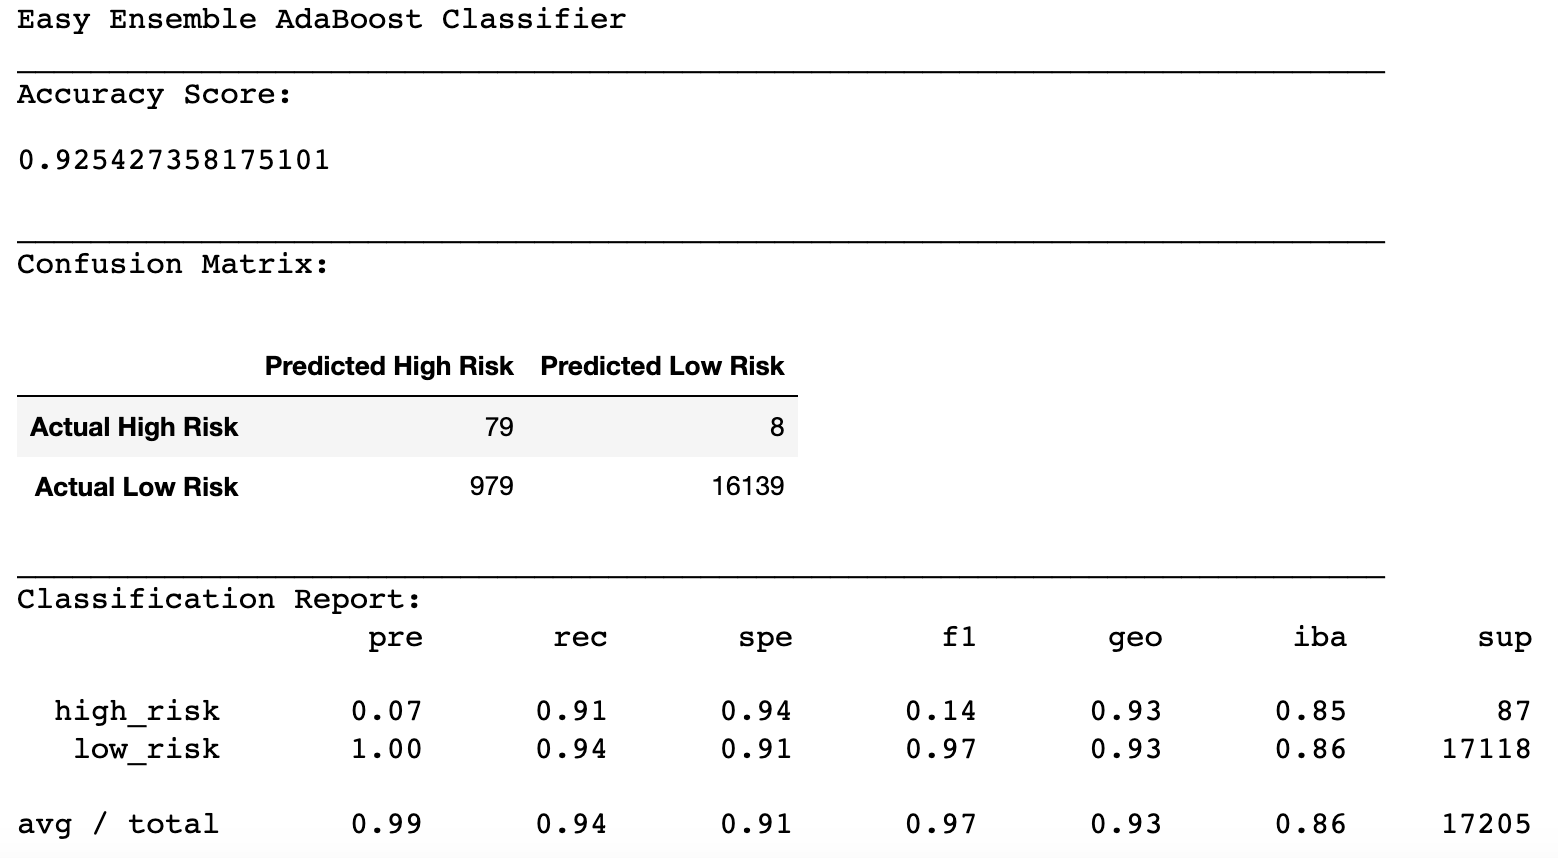 Easy Ensemble AdaBoost Classifier
Accuracy Score:
0.925427358175101
Confusion Matrix:
Predicted High Risk Predicted Low Risk
Actual High Risk 79 8
Actual Low Risk 979 16139
Classification Report:
pre rec spe f1 geo iba sup
high_risk 0.07 0.91 0.94 0.14 0.93 0.85 87
low_risk 1.00 0.94 0.91 0.97 0.93 0.86 17118
avg / total 0.99 0.94 0.91 0.97 0.93 0.86 17205